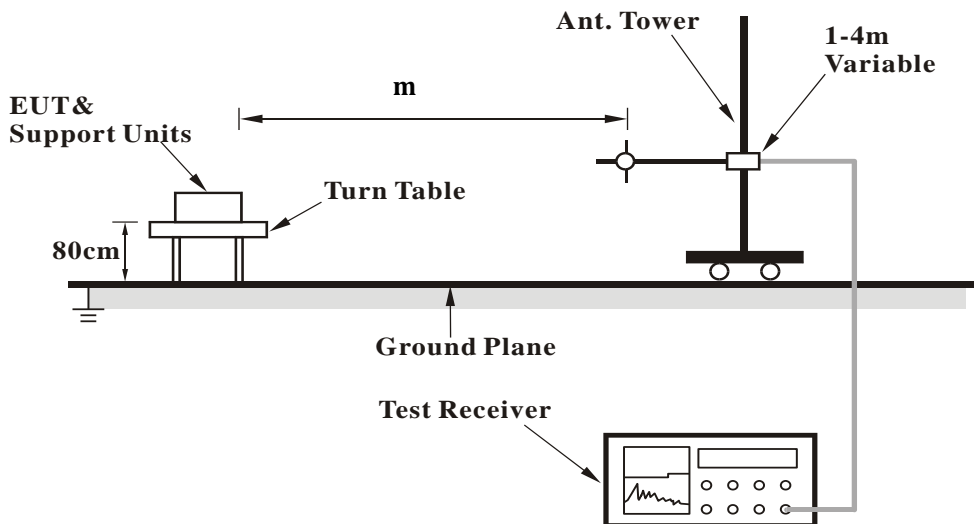 Ant. Tower
1-4m
Variable
m
EUT&
Support Units
Turn Table
80cm
Ground Plane
Test Receiver